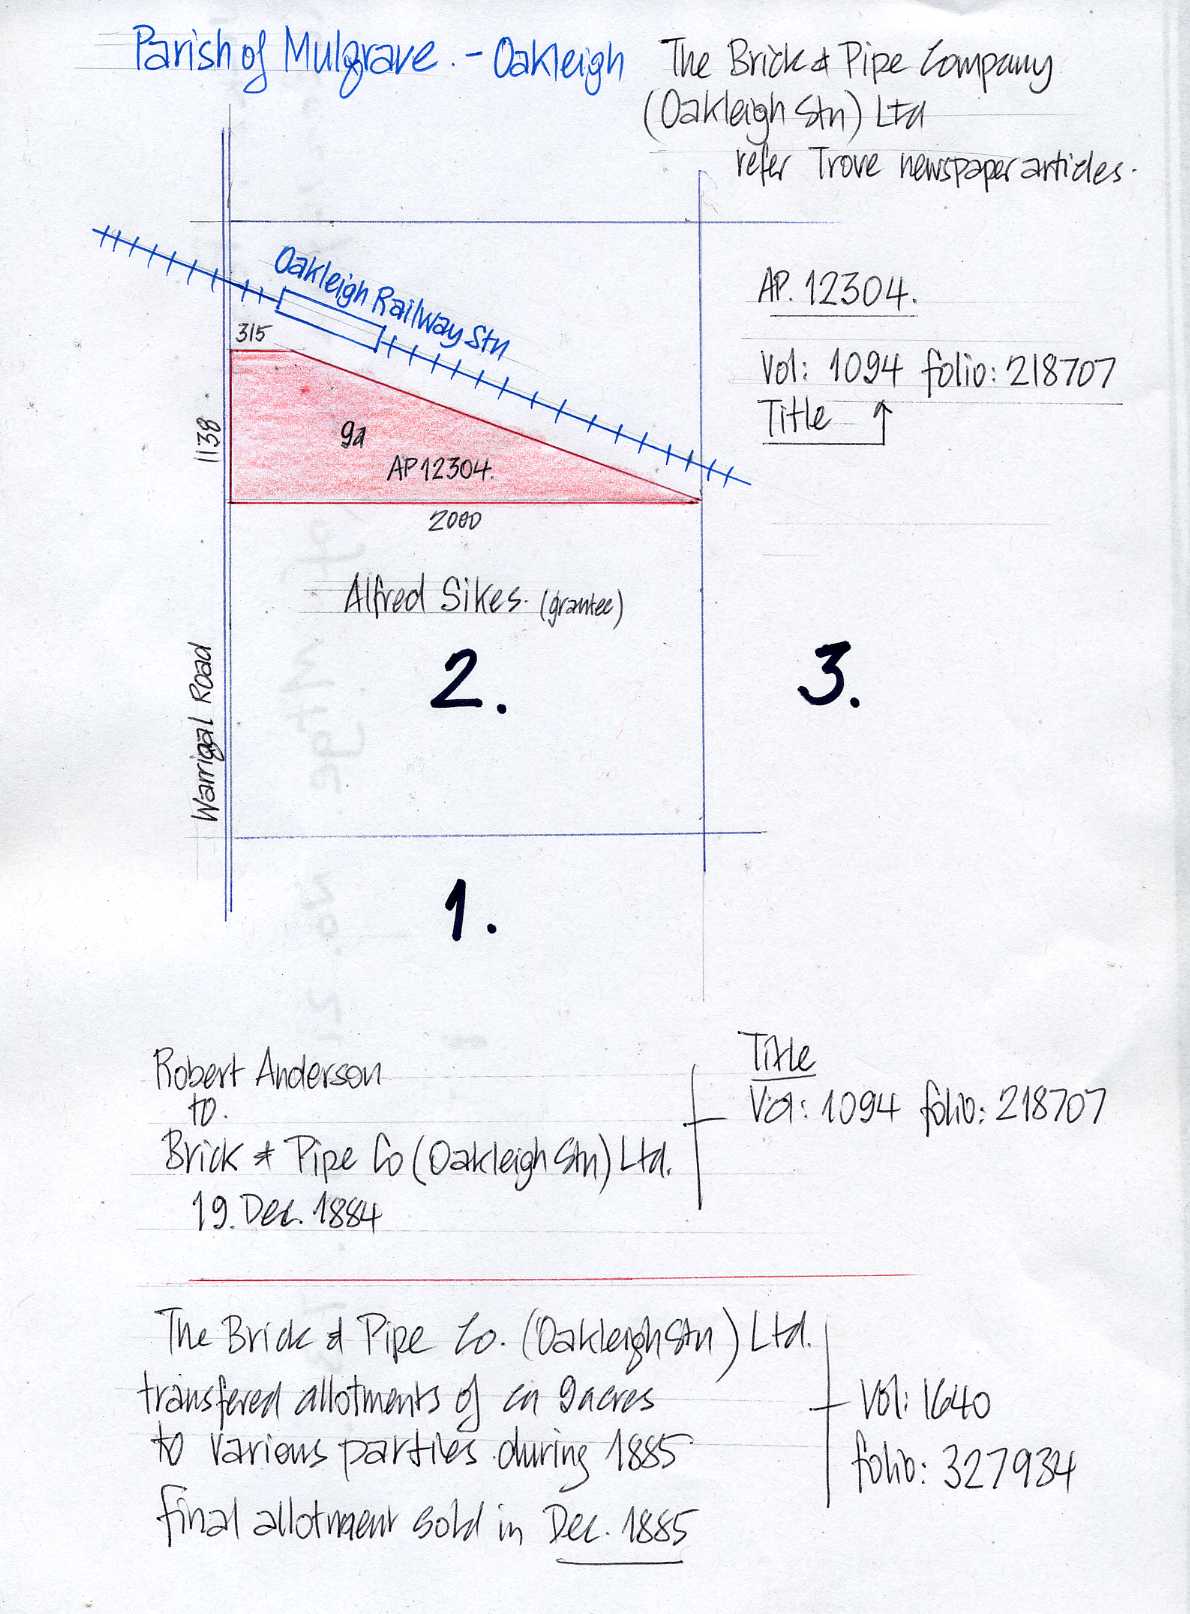 Parish of Mulgrave. - Oakleigh
The Brick & Pipe Company
(Oakleigh Stn) Ltd
refer Trove newspaper articles.
Oakleigh Railway Stn
AP. 12304.
Vol: 1094 folio: 218707
Title
315
1138
9a
AP 12304.
2000
Alfred Sikes. (grantee)
2.
3.
Warrigal Road
1.
Robert Anderson
to.
Brick & Pipe Co (Oakleigh Stn) Ltd.
19. Dec. 1884
Title
Vol: 1094 folio: 218707
The Brick & Pipe Co. (Oakleigh Stn) Ltd.
transfered allotments of ca 9acres
to various parties during 1885
final allotment sold in Dec. 1885
Vol: 1640
folio: 327934